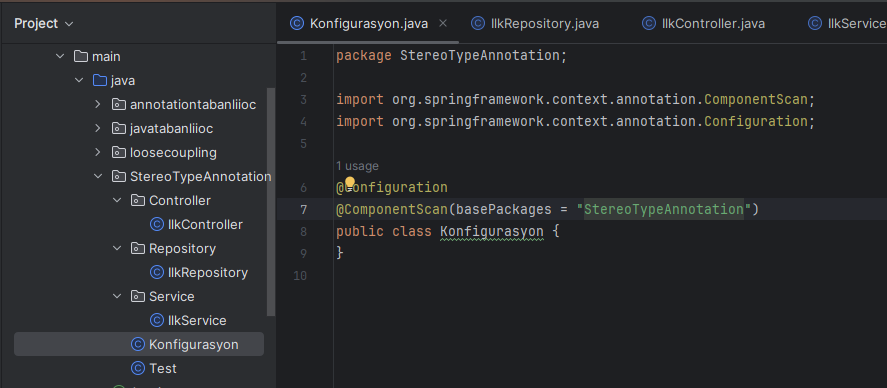 Project
main
java
annotationtabanliioc
javatabanliioc
loosecoupling
StereoTypeAnnotation
Controller
IlkController
Repository
IlkRepository
Service
IlkService
Konfigurasyon
Test
Konfigurasyon.java
IlkRepository.java
IlkController.java
IlkService
1 package StereoTypeAnnotation;
2
3 import org.springframework.context.annotation.ComponentScan;
4 import org.springframework.context.annotation.Configuration;
5
1 usage
6 @Configuration
7 @ComponentScan(basePackages = "StereoTypeAnnotation")
8 public class Konfigurasyon {
9 }
10